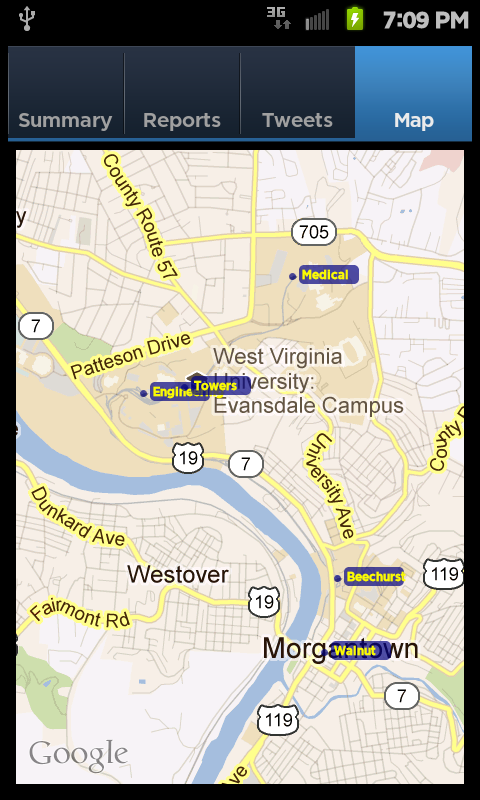 3G
7:09 PM
Summary
Reports
Tweets
Map
County Route 57
y
705
Medical
7
Patteson Drive
West Virginia
University:
Evansdale Campus
Towers
19
7
University Ave
Dunkard Ave
Westover
Beechurst
119
19
Fairmont Rd
Morgantown
Walnut
7
119
Google
Ave